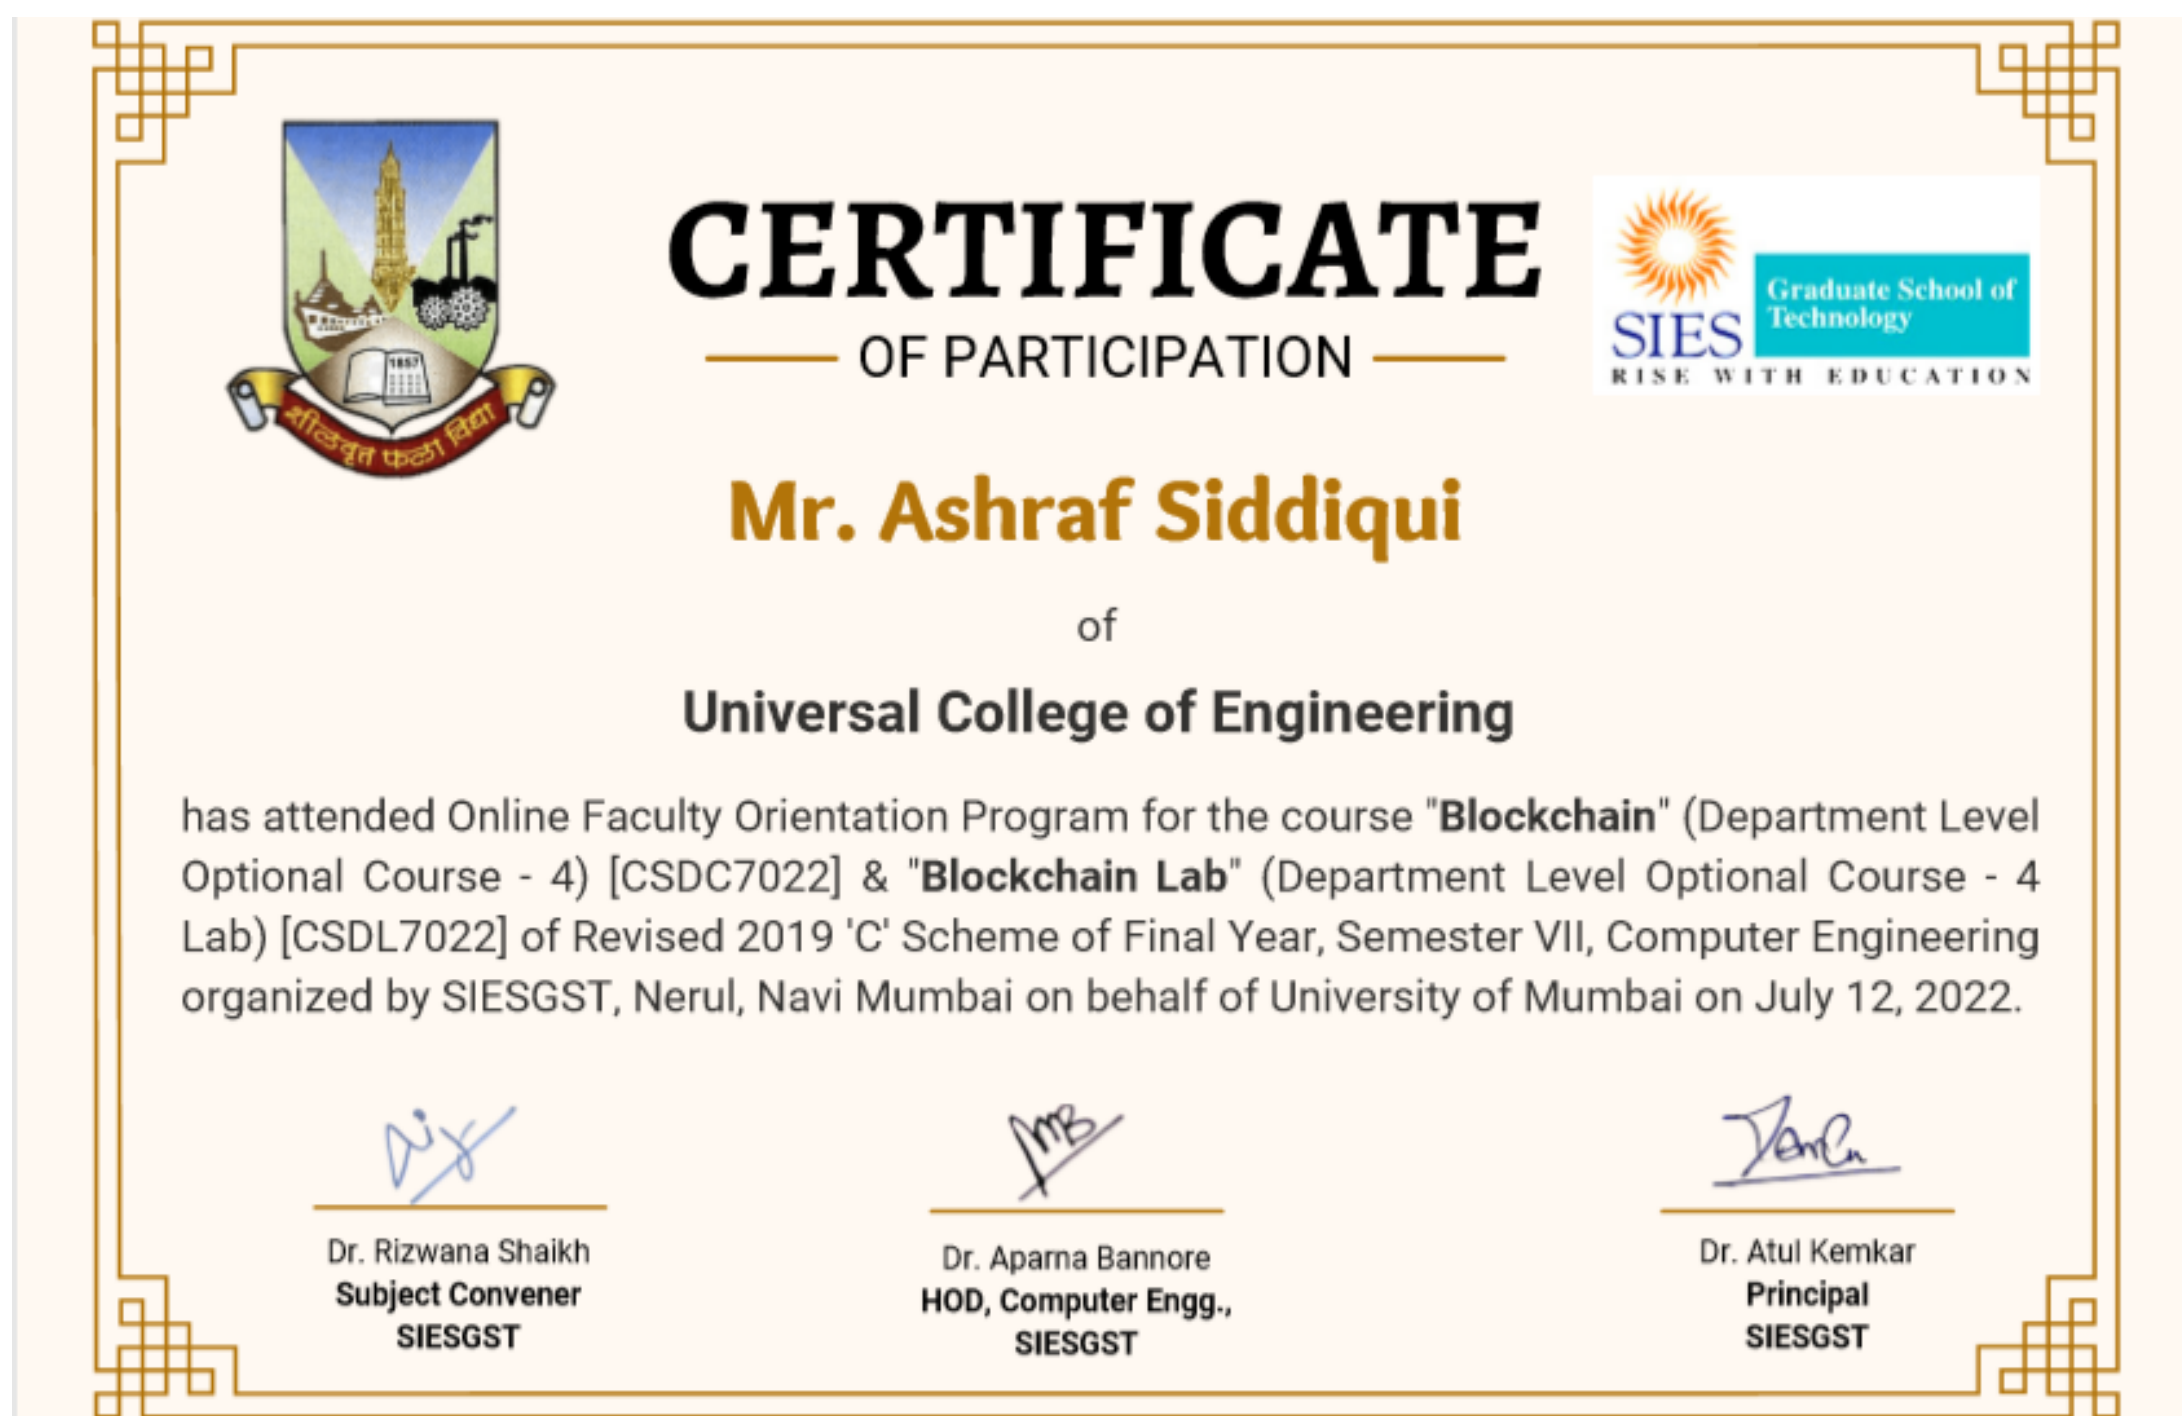 1857
शीलवृत्त फला विद्या
CERTIFICATE
OF PARTICIPATION
SIES
Graduate School of
Technology
RISE WITH EDUCATION
Mr. Ashraf Siddiqui
of
Universal College of Engineering
has attended Online Faculty Orientation Program for the course "Blockchain" (Department Level
Optional Course - 4) [CSDC7022] & "Blockchain Lab" (Department Level Optional Course - 4
Lab) [CSDL7022] of Revised 2019 'C' Scheme of Final Year, Semester VII, Computer Engineering
organized by SIESGST, Nerul, Navi Mumbai on behalf of University of Mumbai on July 12, 2022.
Dr. Rizwana Shaikh
Subject Convener
SIESGST
Dr. Aparna Bannore
HOD, Computer Engg.,
SIESGST
Dr. Atul Kemkar
Principal
SIESGST